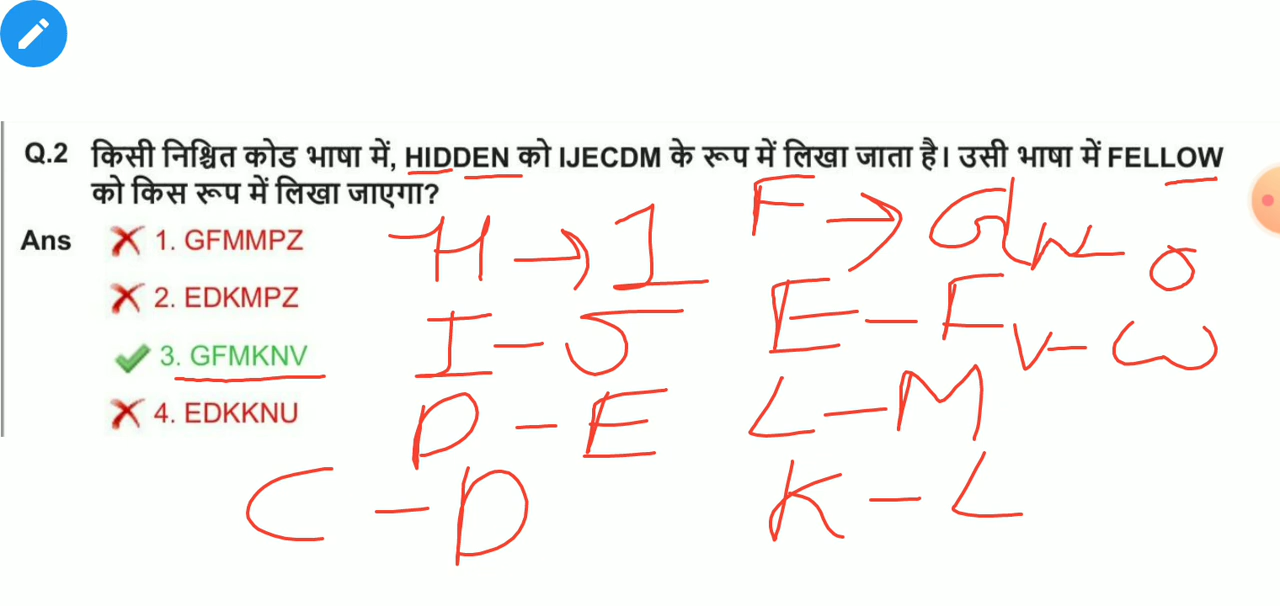 Q.2 किसी निश्चित कोड भाषा में, HIDDEN को IJECDM के रूप में लिखा जाता है। उसी भाषा में FELLOW
को किस रूप में लिखा जाएगा?
Ans 1. GFMMPZ
2. EDKMPZ
3. GFMKNV
4. EDKKNU
H → I
I - J
D - E
C - D
F → G
E - F
L - M
K - L
N - O
V - W